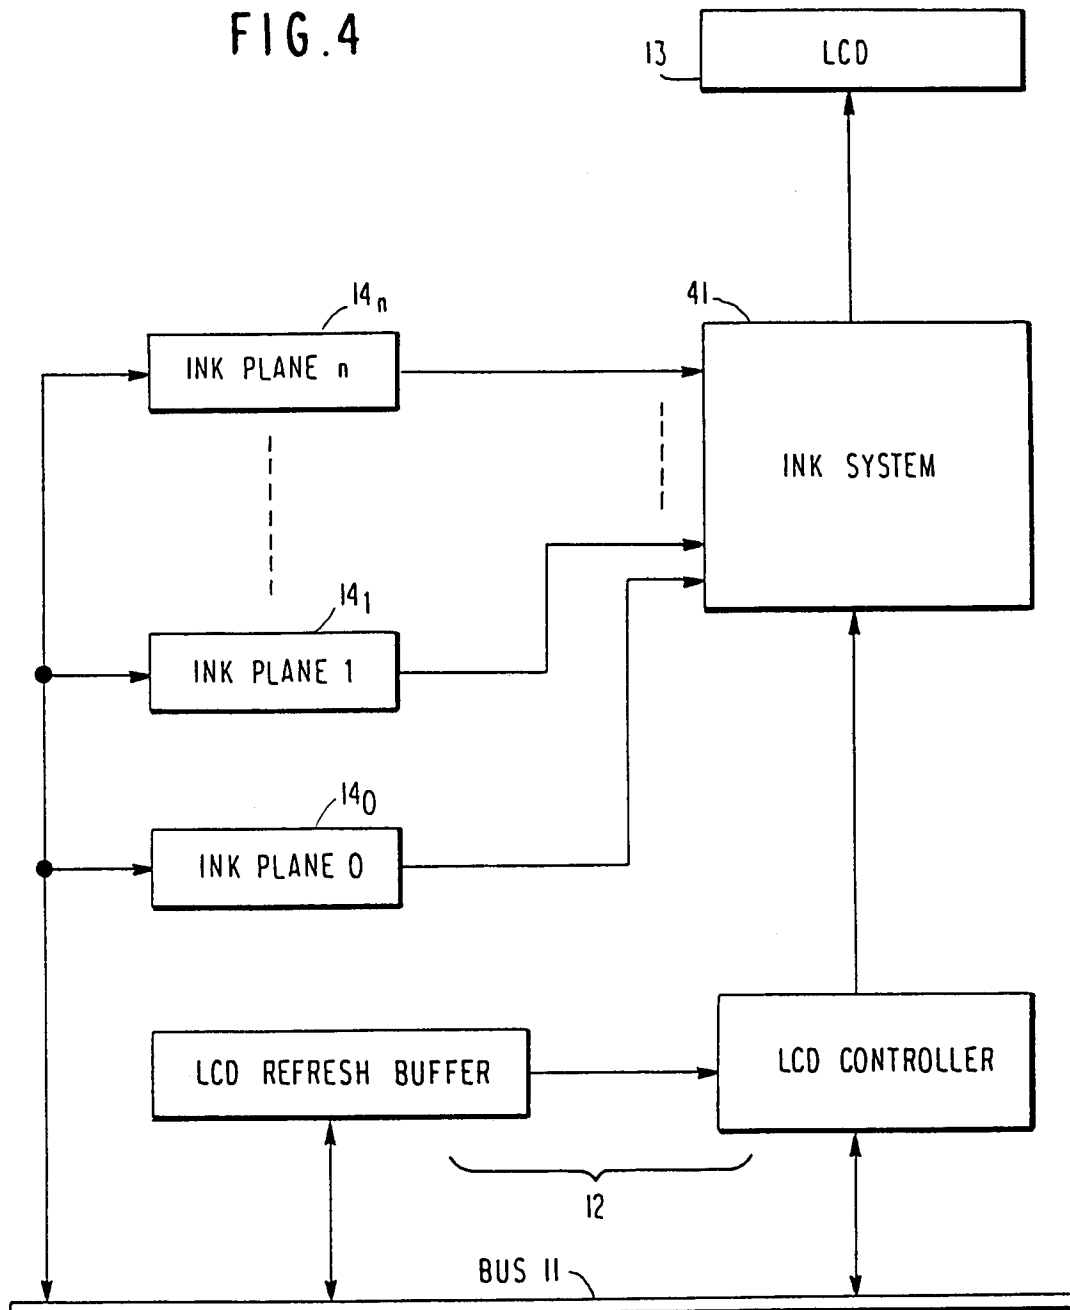 FIG.4
LCD
13
14n
41
INK PLANE n
INK SYSTEM
141
INK PLANE 1
140
INK PLANE 0
LCD REFRESH BUFFER
LCD CONTROLLER
12
BUS 11